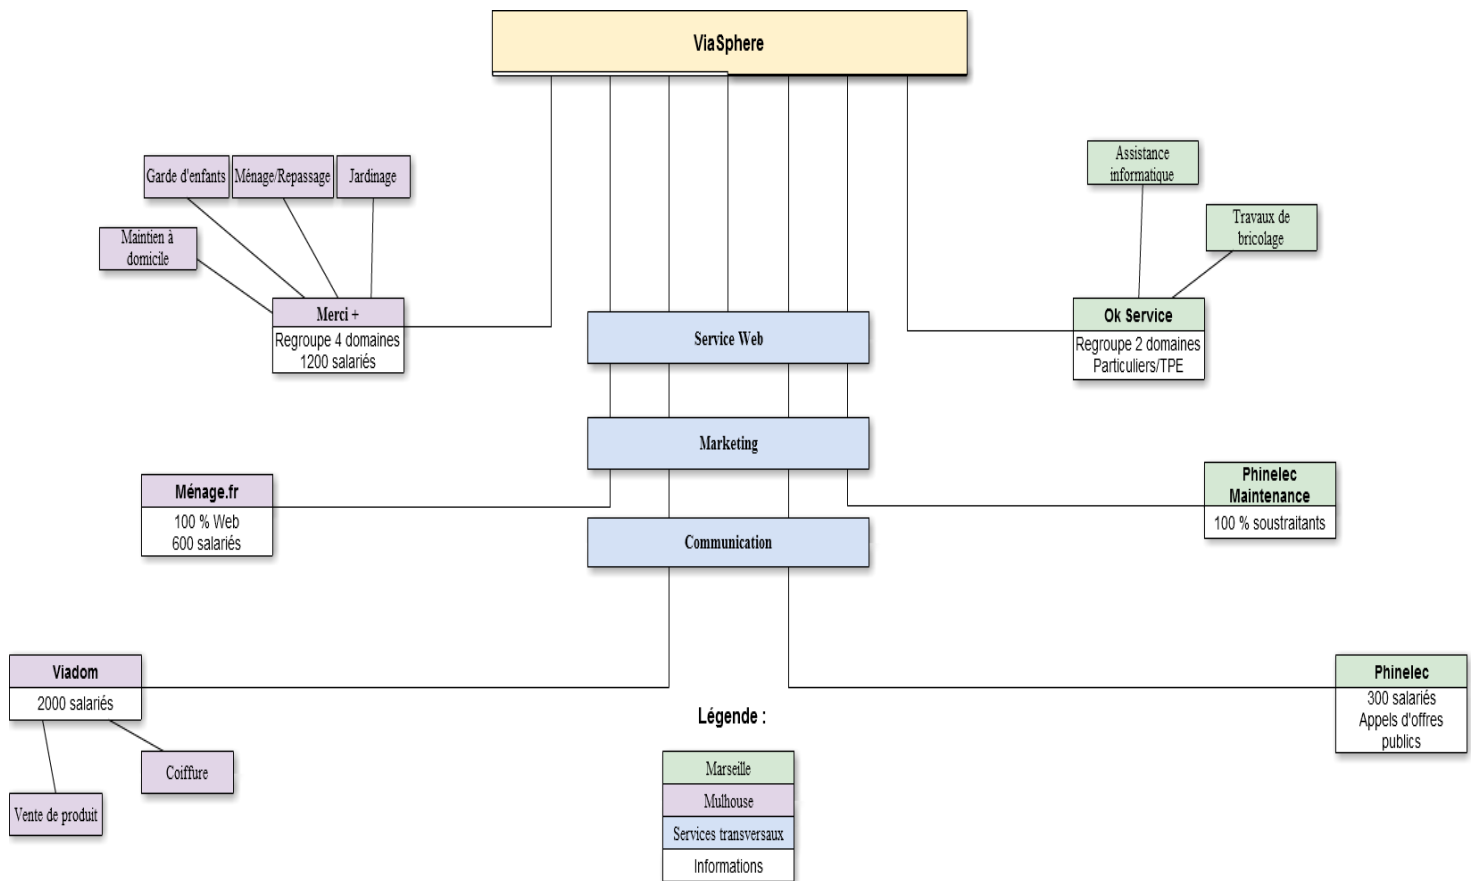 ViaSphere
Assistance
informatique
Garde d'enfants
Ménage/Repassage
Jardinage
Travaux de
bricolage
Maintien à
domicile
Merci +
Regroupe 4 domaines
1200 salariés
Service Web
Ok Service
Regroupe 2 domaines
Particuliers/TPE
Marketing
Ménage.fr
100 % Web
600 salariés
Phinelec
Maintenance
100 % soustraitants
Communication
Viadom
2000 salariés
Phinelec
300 salariés
Appels d'offres
publics
Coiffure
Vente de produit
Légende :
Marseille
Mulhouse
Services transversaux
Informations